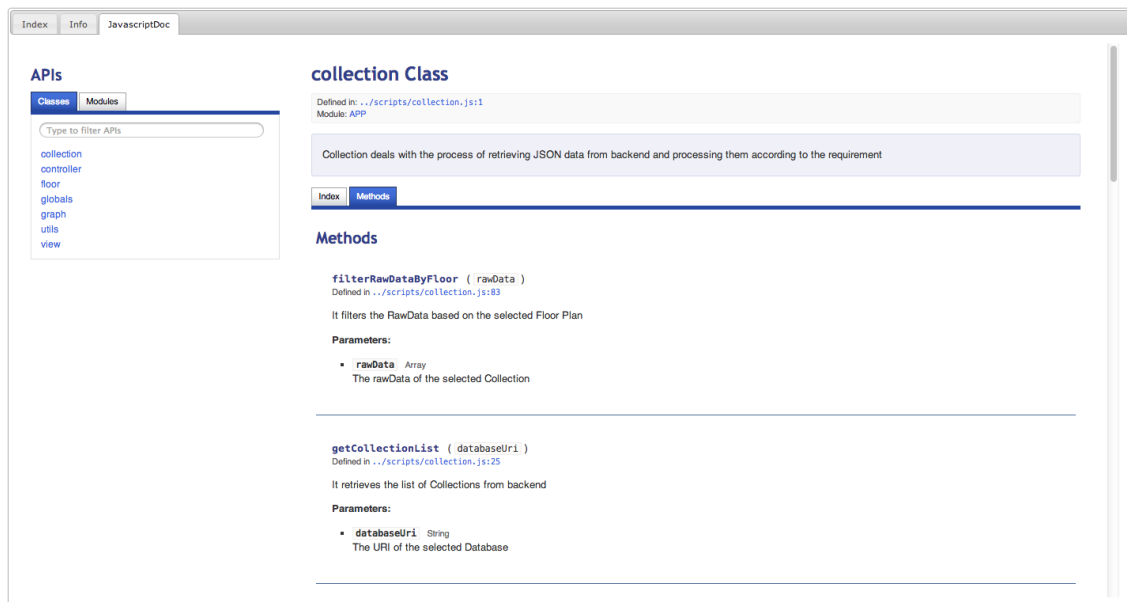 Index Info JavascriptDoc
APIs
Classes Modules
Type to filter APIs
collection
controller
floor
globals
graph
utils
view
collection Class
Defined in: ../scripts/collection.js:1
Module: APP
Collection deals with the process of retrieving JSON data from backend and processing them according to the requirement
Index Methods
Methods
filterRawDataByFloor ( rawData )
Defined in ../scripts/collection.js:83
It filters the RawData based on the selected Floor Plan
Parameters:
▪ rawData Array
The rawData of the selected Collection
getCollectionList ( databaseUri )
Defined in ../scripts/collection.js:25
It retrieves the list of Collections from backend
Parameters:
▪ databaseUri String
The URI of the selected Database